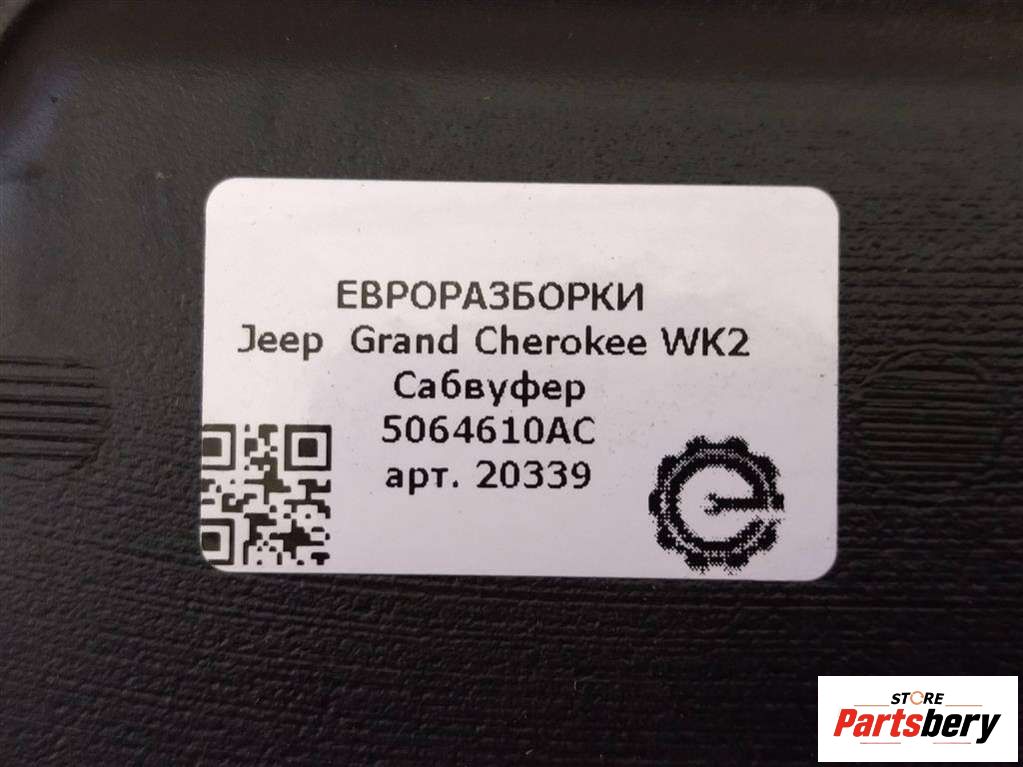 ЕВРОРАЗБОРКИ
Jeep Grand Cherokee WK2
Сабвуфер
5064610AC
арт. 20339
STORE
Partsbery